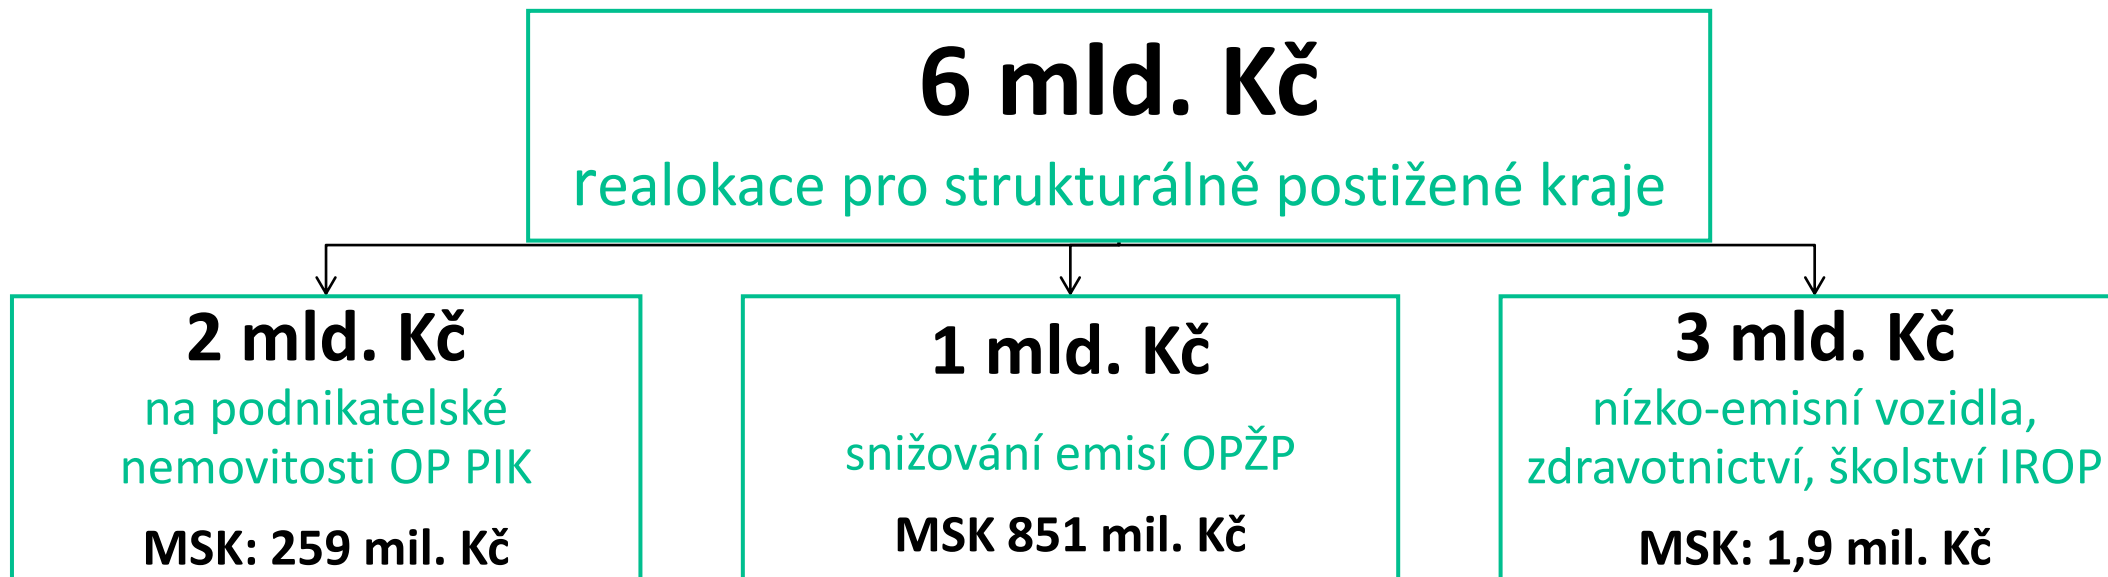 6 mld. Kč
realokace pro strukturálně postižené kraje
2 mld. Kč
na podnikatelské
nemovitosti OP PIK
MSK: 259 mil. Kč
1 mld. Kč
snižování emisí OPŽP
MSK 851 mil. Kč
3 mld. Kč
nízko-emisní vozidla,
zdravotnictví, školství IROP
MSK: 1,9 mil. Kč